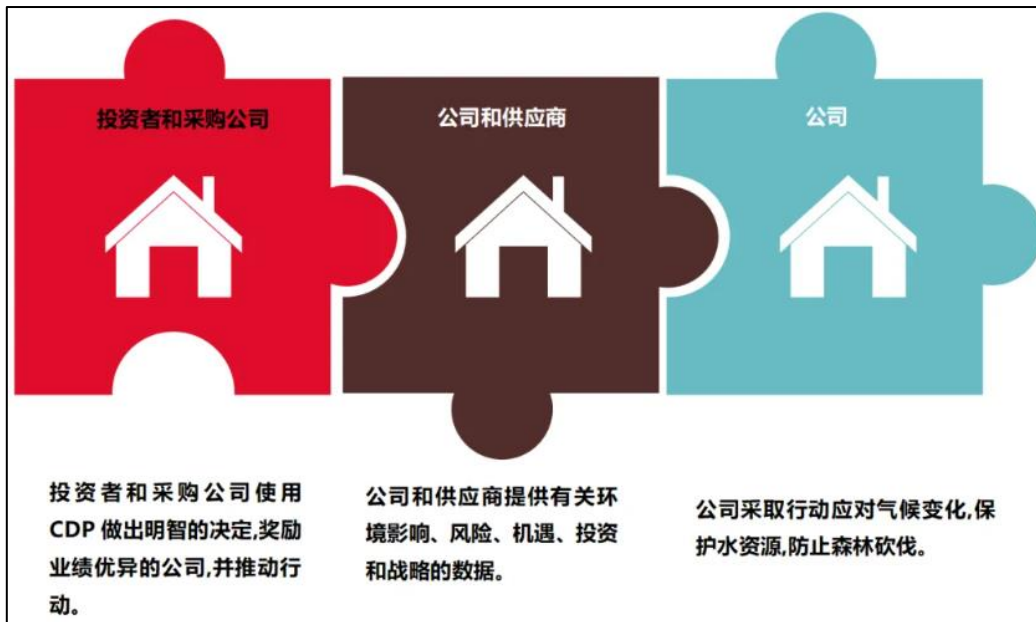 投资者和采购公司
公司和供应商
公司
投资者和采购公司使用
CDP 做出明智的决定,奖励
业绩优异的公司,并推动行
动。
公司和供应商提供有关环
境影响、风险、机遇、投资
和战略的数据。
公司采取行动应对气候变化,保
护水资源,防止森林砍伐。